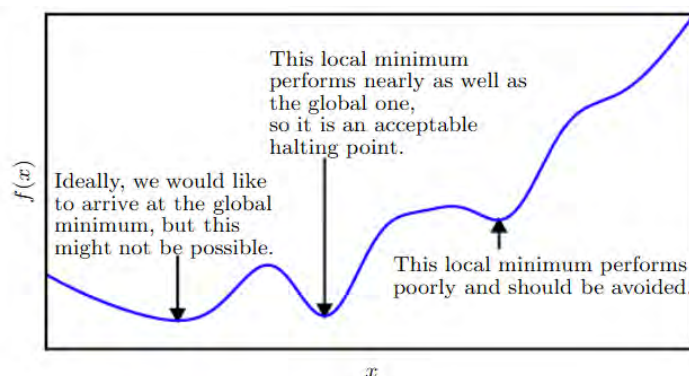 This local minimum
performs nearly as well as
the global one,
so it is an acceptable
halting point.
f(x)
Ideally, we would like
to arrive at the global
minimum, but this
might not be possible.
This local minimum performs
poorly and should be avoided.
x